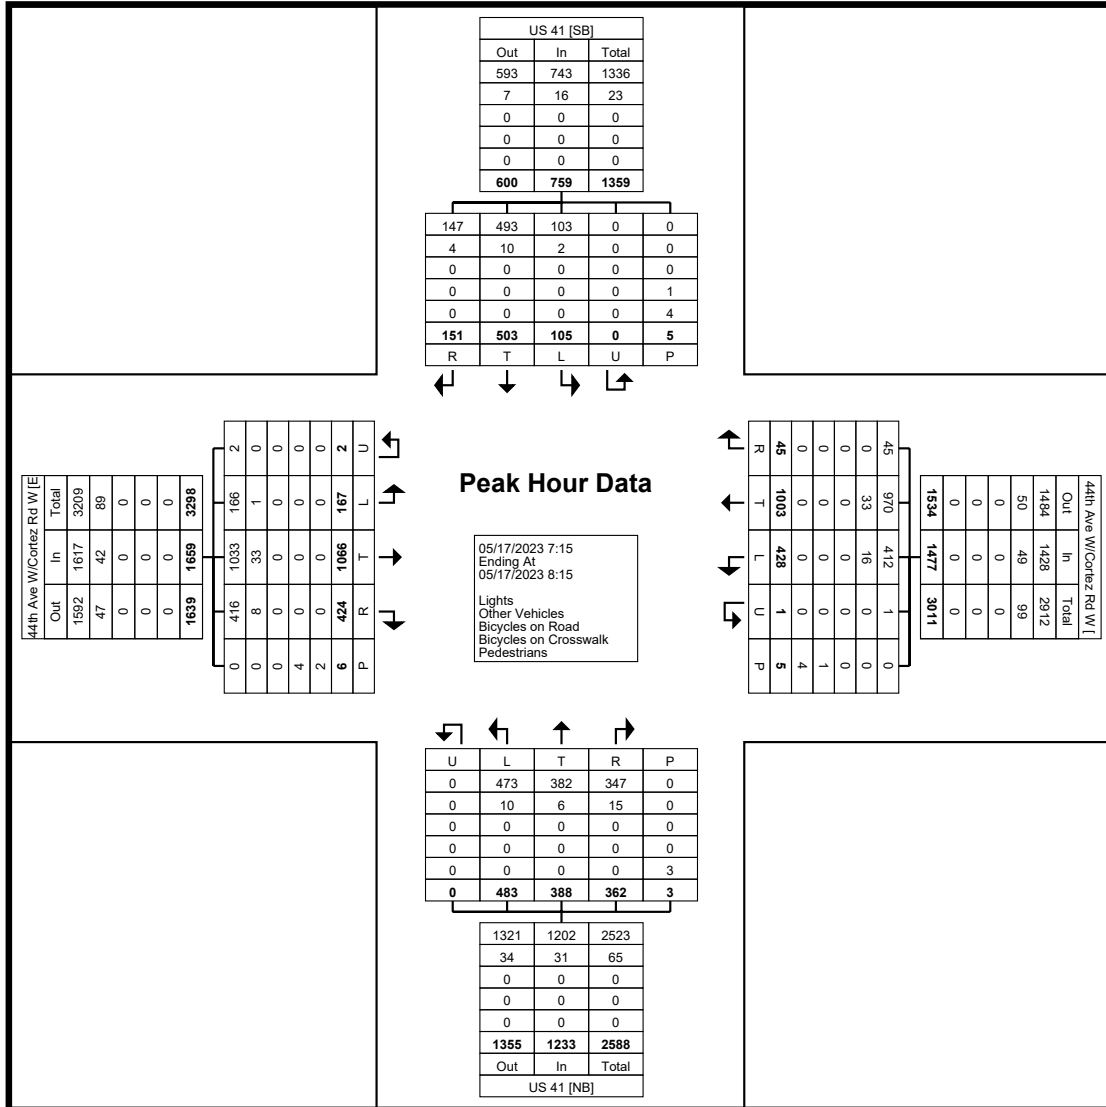 US 41 [SB]
Out In Total
593 743 1336
7 16 23
0 0 0
0 0 0
0 0 0
600 759 1359
147 493 103 0 0
4 10 2 0 0
0 0 0 0 0
0 0 0 0 1
0 0 0 0 4
151 503 105 0 5
R T L U P
44th Ave W/Cortez Rd W [E
Total In Out
3209 1617 1592
89 42 47
0 0 0
0 0 0
0 0 0
3298 1659 1639
2 166 1033 416 0
0 1 33 8 0
0 0 0 0 0
0 0 0 0 4
0 0 0 0 2
2 167 1066 424 6
U L T R P
Peak Hour Data
05/17/2023 7:15
Ending At
05/17/2023 8:15
Lights
Other Vehicles
Bicycles on Road
Bicycles on Crosswalk
Pedestrians
44th Ave W/Cortez Rd W [
Out In Total
1484 1428 2912
50 49 99
0 0 0
0 0 0
0 0 0
1534 1477 3011
45 970 412 1 0
0 33 16 0 0
0 0 0 0 0
0 0 0 0 1
0 0 0 0 4
45 1003 428 1 5
R T L U P
U L T R P
0 473 382 347 0
0 10 6 15 0
0 0 0 0 0
0 0 0 0 0
0 0 0 0 3
0 483 388 362 3
1321 1202 2523
34 31 65
0 0 0
0 0 0
0 0 0
1355 1233 2588
Out In Total
US 41 [NB]